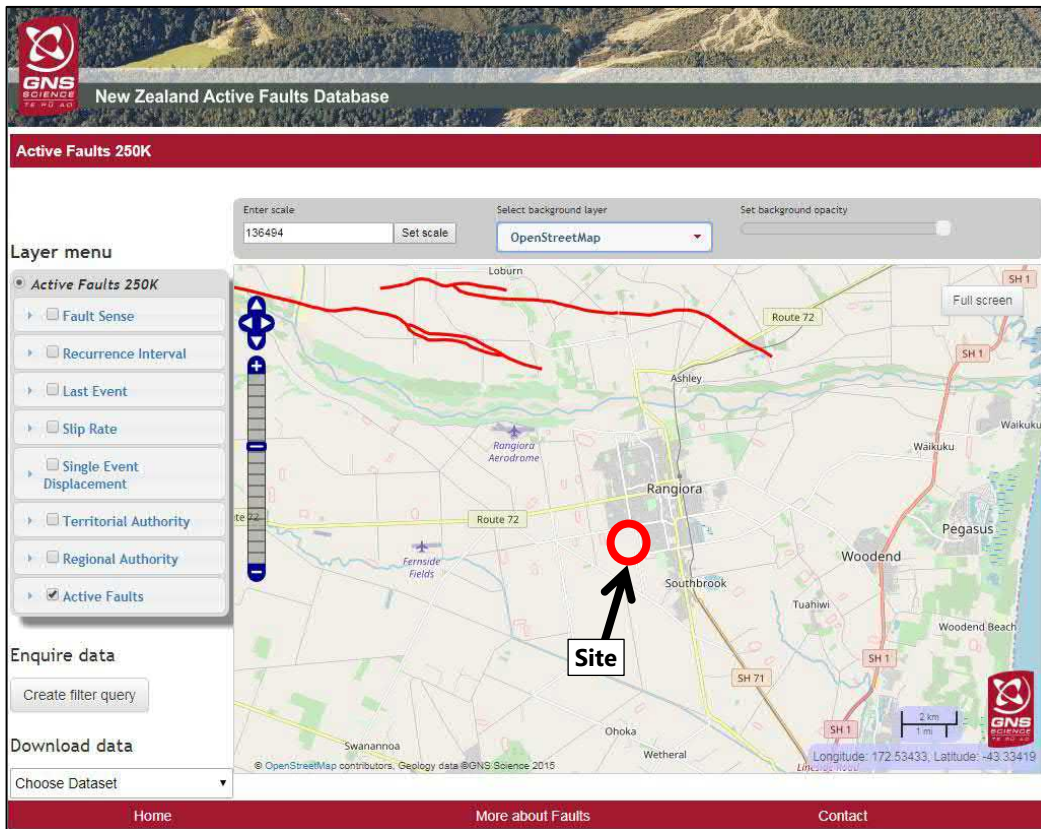 GNS
SCIENCE
TE PŪ AO
New Zealand Active Faults Database
Active Faults 250K
Enter scale
136494
Set scale
Select background layer
OpenStreetMap
Set background opacity
Layer menu
Active Faults 250K
Fault Sense
Recurrence Interval
Last Event
Slip Rate
Single Event
Displacement
Territorial Authority
Regional Authority
Active Faults
Enquire data
Create filter query
Download data
Choose Dataset
Loburn
SH 1
Full screen
Route 72
SH 1
Ashley
Waikuku
Waikuku
Rangiora
Aerodrome
Rangiora
te 72
Route 72
Pegasus
Fernside
Fields
Woodend
Southbrook
Tuahiwi
Woodend Beach
Site
SH 1
SH 71
GNS
SCIENCE
TE PŪ AO
2 km
1 mi
Ohoka
SH 1
Swanannoa
Wetheral
Longitude: 172.53433, Latitude: -43.33419
© OpenStreetMap contributors, Geology data ©GNS Science 2015
Home
More about Faults
Contact